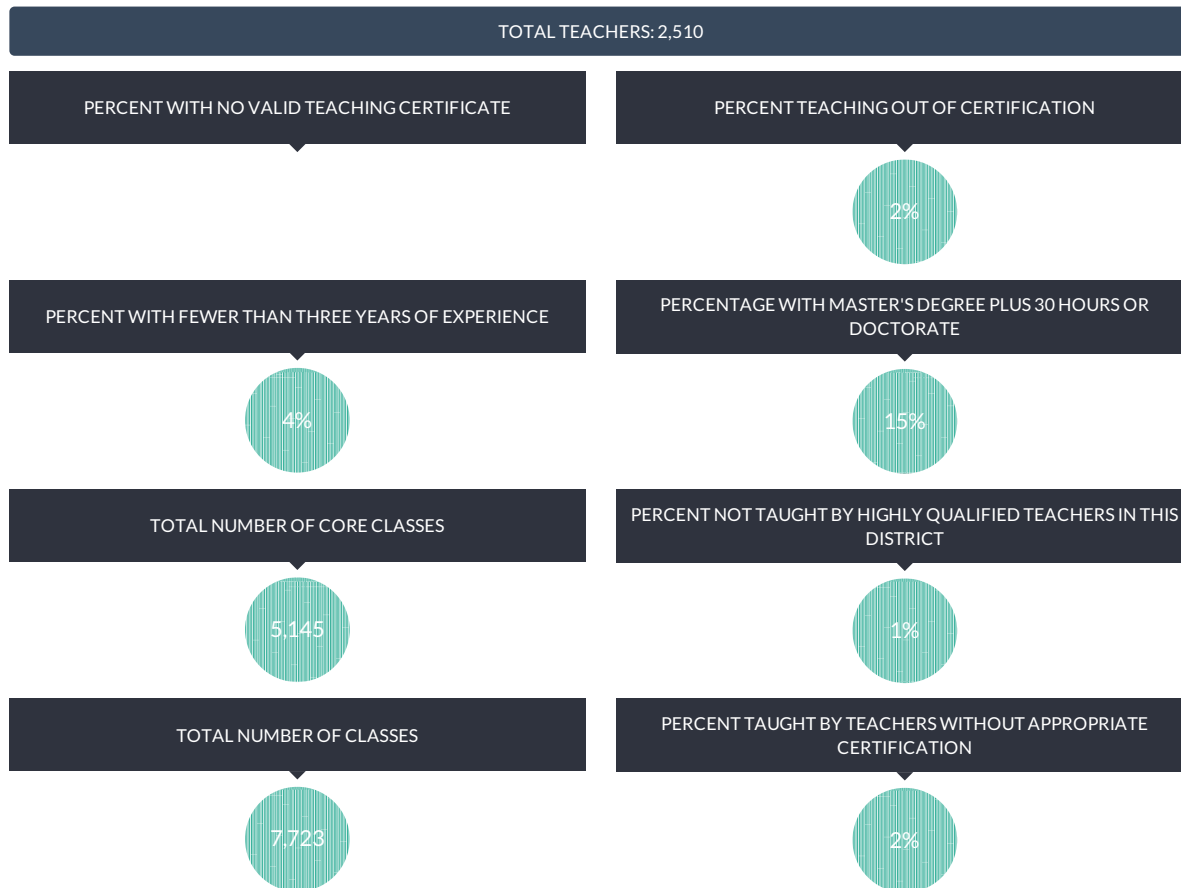 TOTAL TEACHERS: 2,510
PERCENT WITH NO VALID TEACHING CERTIFICATE
PERCENT TEACHING OUT OF CERTIFICATION
2%
PERCENT WITH FEWER THAN THREE YEARS OF EXPERIENCE
4%
PERCENTAGE WITH MASTER'S DEGREE PLUS 30 HOURS OR
DOCTORATE
15%
TOTAL NUMBER OF CORE CLASSES
5,145
PERCENT NOT TAUGHT BY HIGHLY QUALIFIED TEACHERS IN THIS
DISTRICT
1%
TOTAL NUMBER OF CLASSES
7,723
PERCENT TAUGHT BY TEACHERS WITHOUT APPROPRIATE
CERTIFICATION
2%